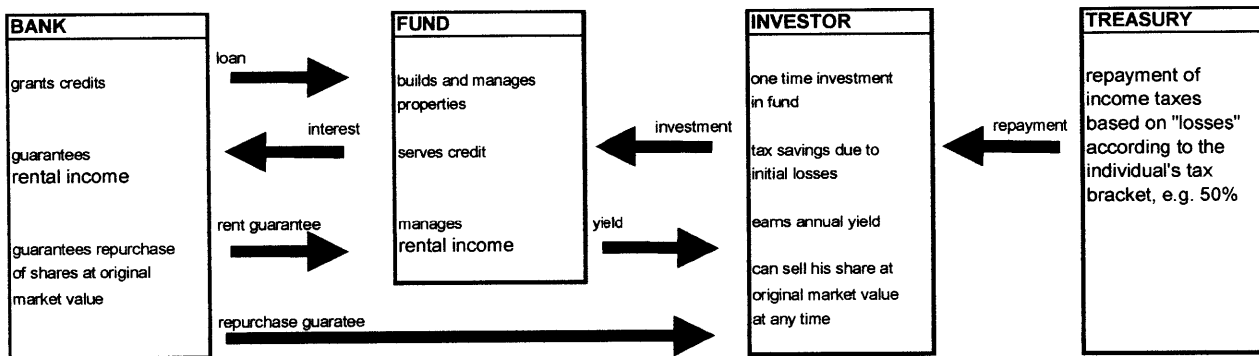 BANK
grants credits
guarantees
rental income
guarantees repurchase
of shares at original
market value
loan
interest
rent guarantee
repurchase guaratee
FUND
builds and manages
properties
serves credit
manages
rental income
investment
yield
INVESTOR
one time investment
in fund
tax savings due to
initial losses
earns annual yield
can sell his share at
original market value
at any time
repayment
TREASURY
repayment of
income taxes
based on "losses"
according to the
individual's tax
bracket, e.g. 50%